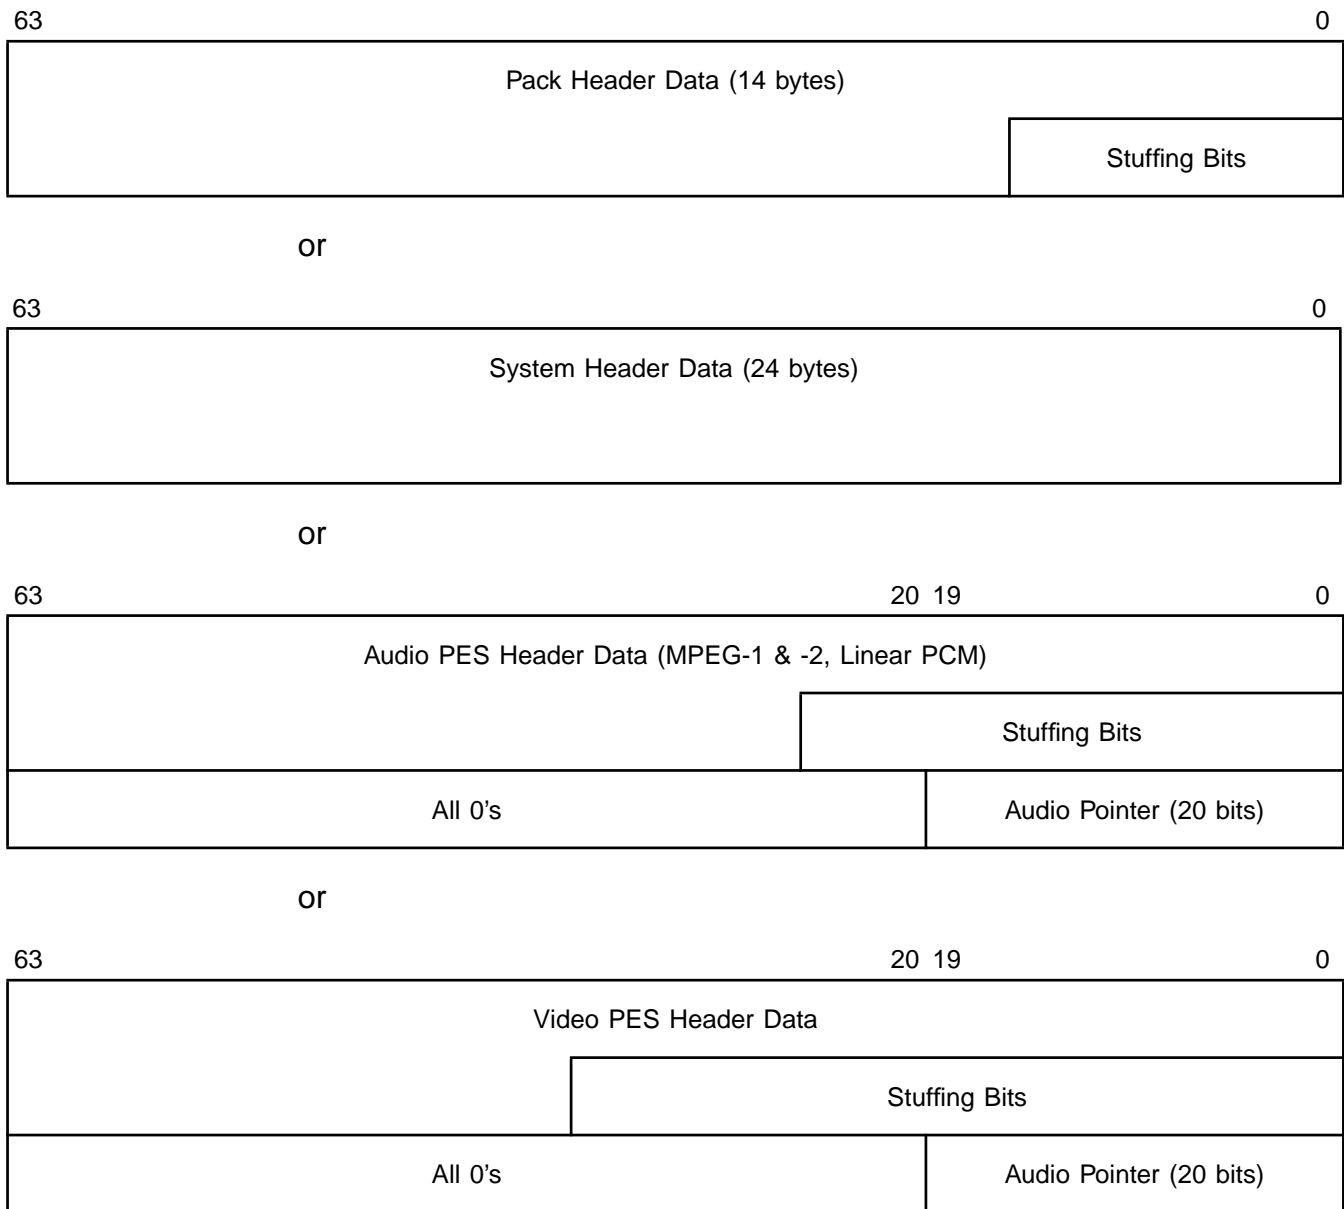 63 0
Pack Header Data (14 bytes)
Stuffing Bits
or
63 0
System Header Data (24 bytes)
or
63 20 19 0
Audio PES Header Data (MPEG-1 & -2, Linear PCM)
Stuffing Bits
All 0's Audio Pointer (20 bits)
or
63 20 19 0
Video PES Header Data
Stuffing Bits
All 0's Audio Pointer (20 bits)